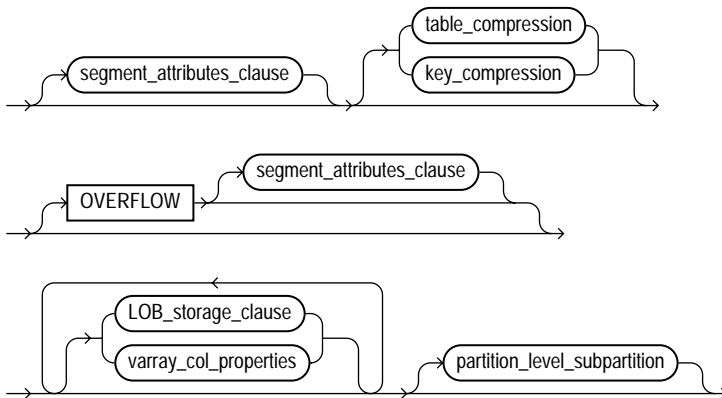 table_compression
segment_attributes_clause
key_compression
segment_attributes_clause
OVERFLOW
LOB_storage_clause
varray_col_properties
partition_level_subpartition